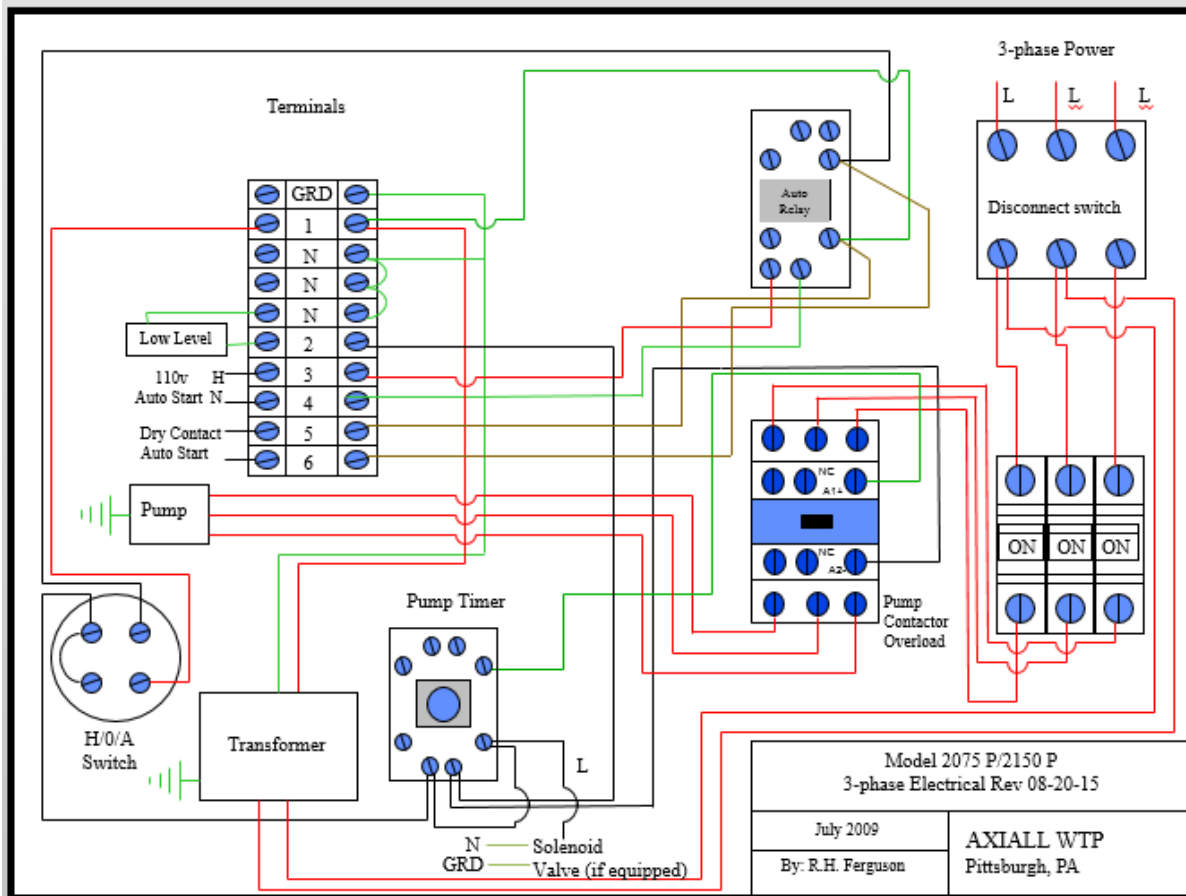 3-phase Power
L L L
Terminals
GRD
1
N
N
N
2
3
4
5
6
Low Level
110v H
Auto Start N
Dry Contact
Auto Start
Auto
Relay
Disconnect switch
Pump
NC
A1+
NC
A2-
ON ON ON
Pump
Contactor
Overload
Pump Timer
H/0/A
Switch
Transformer
L
N Solenoid
GRD Valve (if equipped)
Model 2075 P/2150 P
3-phase Electrical Rev 08-20-15
July 2009
By: R.H. Ferguson
AXIALL WTP
Pittsburgh, PA